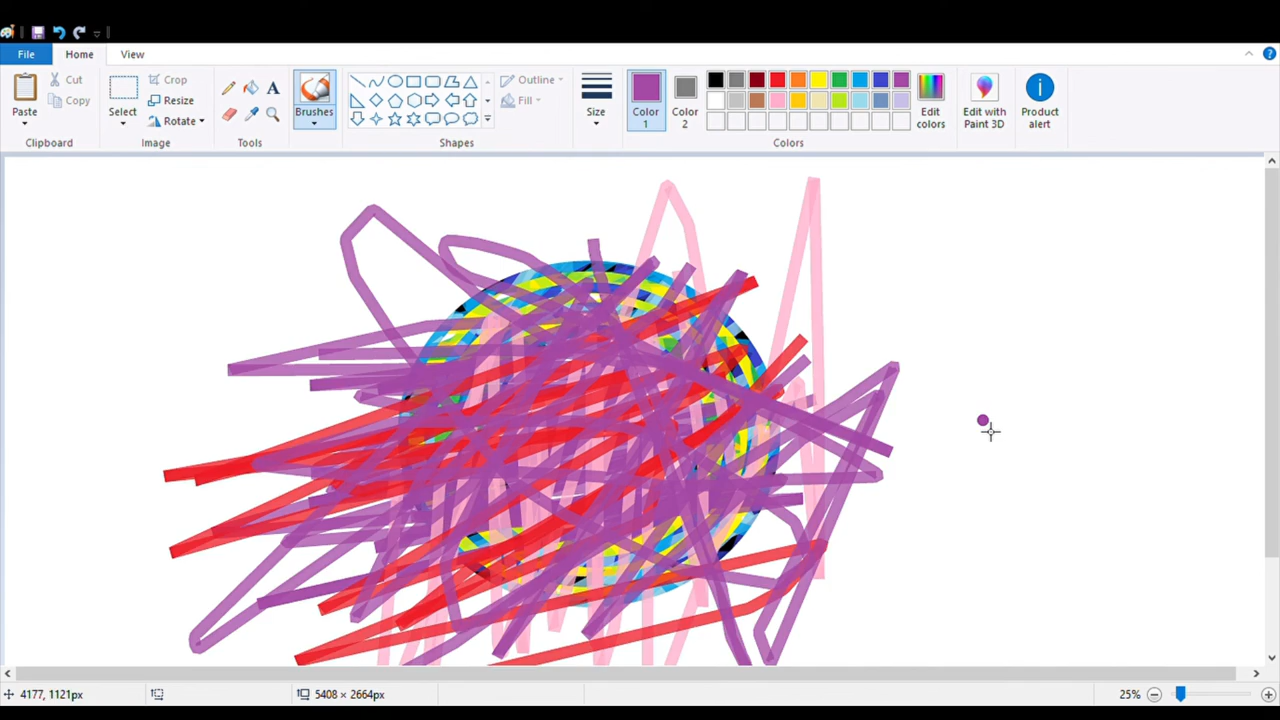 File Home View
Paste Cut Copy Select Crop Resize Rotate Brushes Outline Fill Size Color 1 Color 2 Edit colors Edit with Paint 3D Product alert
A
Clipboard Image Tools Shapes Colors
4177, 1121px 5408 × 2664px 25%